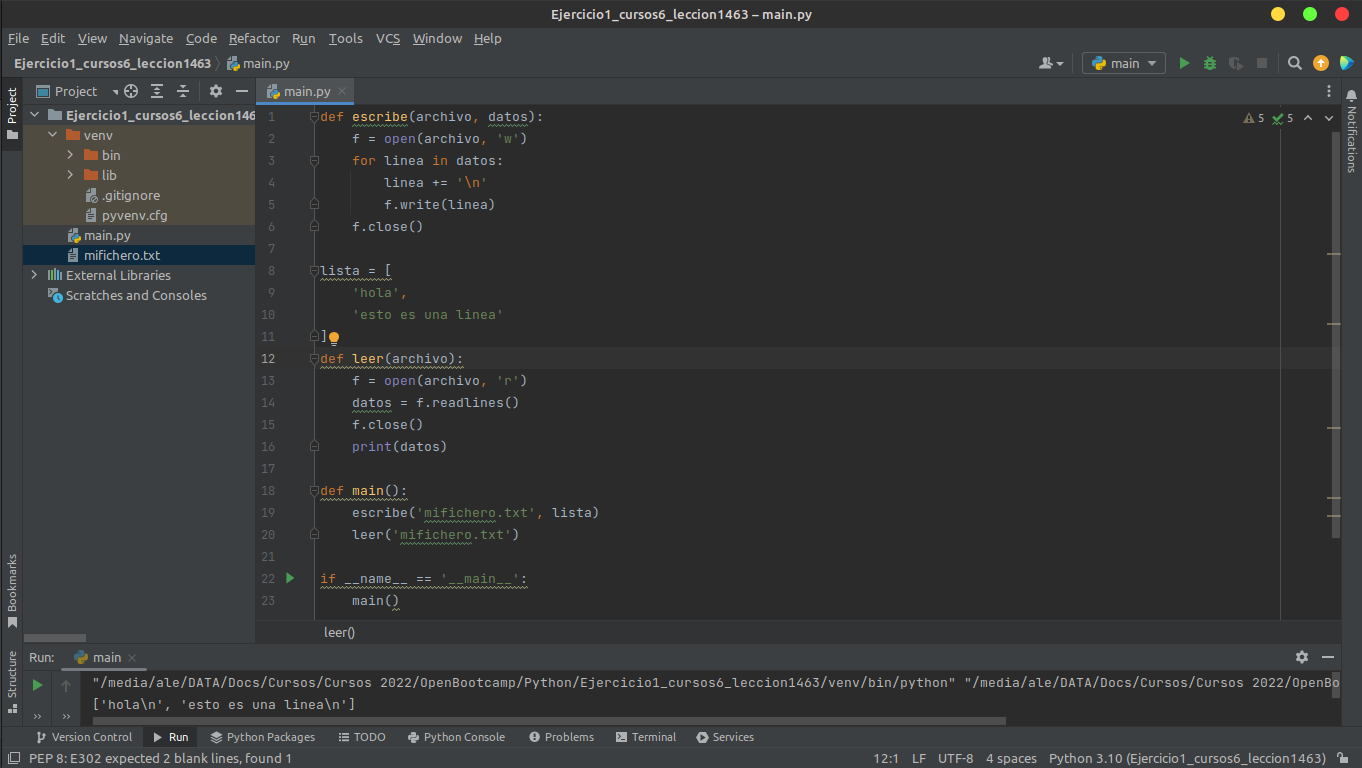 Ejercicio1_cursos6_leccion1463 – main.py
File Edit View Navigate Code Refactor Run Tools VCS Window Help
Ejercicio1_cursos6_leccion1463 main.py
main
Project
Project
main.py
Notifications
Ejercicio1_cursos6_leccion146
venv
bin
lib
.gitignore
pyvenv.cfg
main.py
mifichero.txt
External Libraries
Scratches and Consoles
5 5
1 def escribe(archivo, datos):
2 f = open(archivo, 'w')
3 for linea in datos:
4 linea += '\n'
5 f.write(linea)
6 f.close()
7
8 lista = [
9 'hola',
10 'esto es una linea'
11 ]
12 def leer(archivo):
13 f = open(archivo, 'r')
14 datos = f.readlines()
15 f.close()
16 print(datos)
17
18 def main():
19 escribe('mifichero.txt', lista)
20 leer('mifichero.txt')
21
22 if __name__ == '__main__':
23 main()
leer()
Bookmarks
Structure
Run: main
"/media/ale/DATA/Docs/Cursos/Cursos 2022/OpenBootcamp/Python/Ejercicio1_cursos6_leccion1463/venv/bin/python" "/media/ale/DATA/Docs/Cursos/Cursos 2022/OpenBo
['hola\n', 'esto es una linea\n']
Version Control Run Python Packages TODO Python Console Problems Terminal Services
PEP 8: E302 expected 2 blank lines, found 1
12:1 LF UTF-8 4 spaces Python 3.10 (Ejercicio1_cursos6_leccion1463)